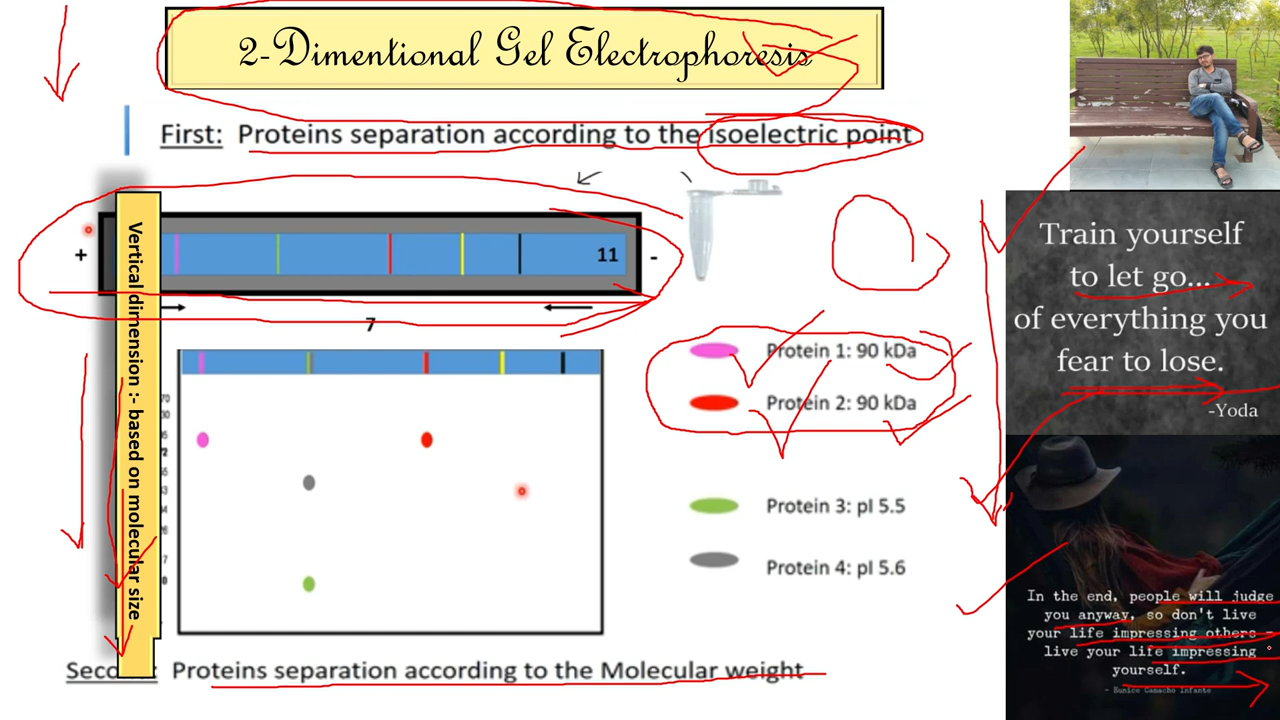 2-Dimentional Gel Electrophoresis
First: Proteins separation according to the isoelectric point
+
11
-
7
Vertical dimension :- based on molecular size
Protein 1: 90 kDa
Protein 2: 90 kDa
Protein 3: pI 5.5
Protein 4: pI 5.6
Proteins separation according to the Molecular weight
Train yourself
to let go...
of everything you
fear to lose.
-Yoda
In the end, people will judge
you anyway, so don't live
your life impressing others -
live your life impressing
yourself.
- Eunice Camacho Infante